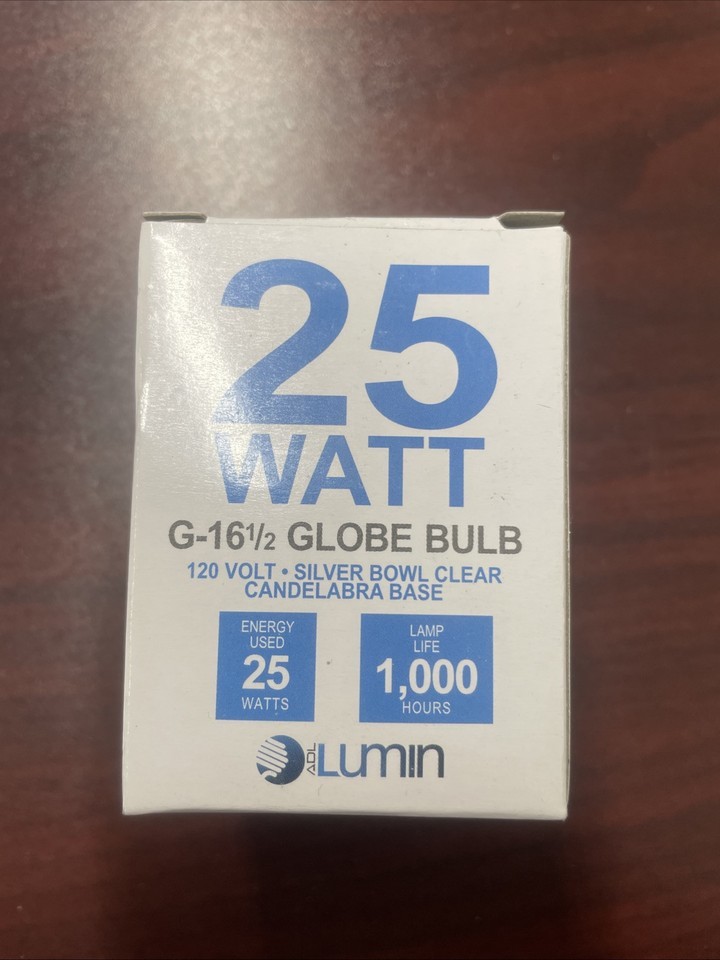 25
WATT
G-16½ GLOBE BULB
120 VOLT • SILVER BOWL CLEAR
CANDELABRA BASE
ENERGY
USED
25
WATTS
LAMP
LIFE
1,000
HOURS
ADL Lumin